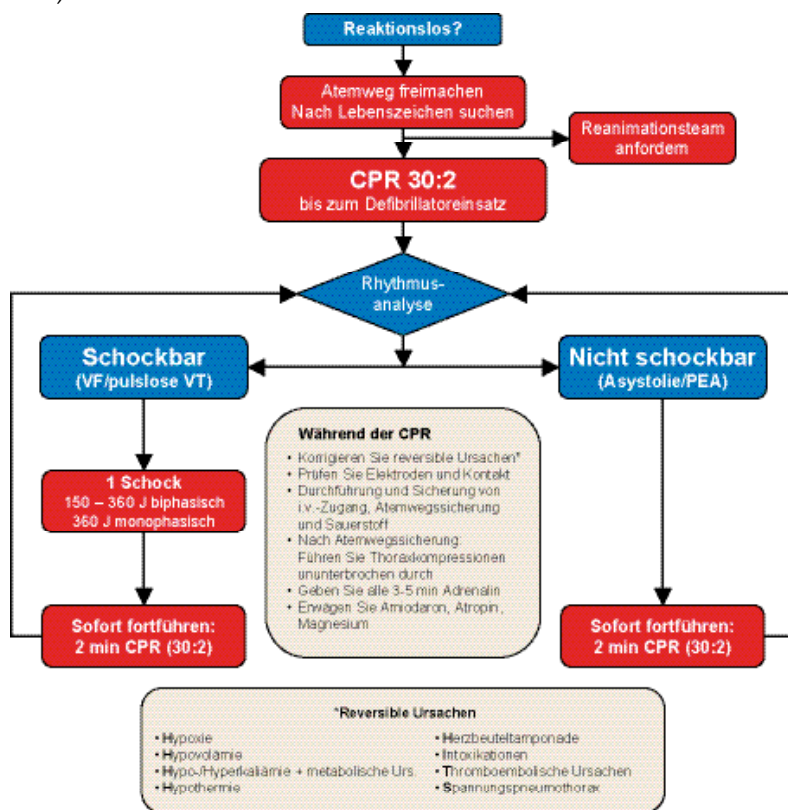 Reaktionslos?
Atemweg freimachen
Nach Lebenszeichen suchen
Reanimationsteam
anfordern
CPR 30:2
bis zum Defibrillatoreinsatz
Rhythmus-
analyse
Schockbar
(VF/pulslose VT)
Nicht schockbar
(Asystolie/PEA)
1 Schock
150 – 360 J biphasisch
360 J monophasisch
Während der CPR
• Korrigieren Sie reversible Ursachen*
• Prüfen Sie Elektroden und Kontakt
• Durchführung und Sicherung von
i.v.-Zugang, Atemwegssicherung
und Sauerstoff
• Nach Atemwegssicherung:
Führen Sie Thoraxkompressionen
ununterbrochen durch
• Geben Sie alle 3-5 min Adrenalin
• Erwägen Sie Amiodaron, Atropin,
Magnesium
Sofort fortführen:
2 min CPR (30:2)
Sofort fortführen:
2 min CPR (30:2)
*Reversible Ursachen
• Hypoxie
• Hypovolämie
• Hypo-/Hyperkaliämie + metabolische Urs.
• Hypothermie
• Herzbeuteltamponade
• Intoxikationen
• Thromboembolische Ursachen
• Spannungspneumothorax